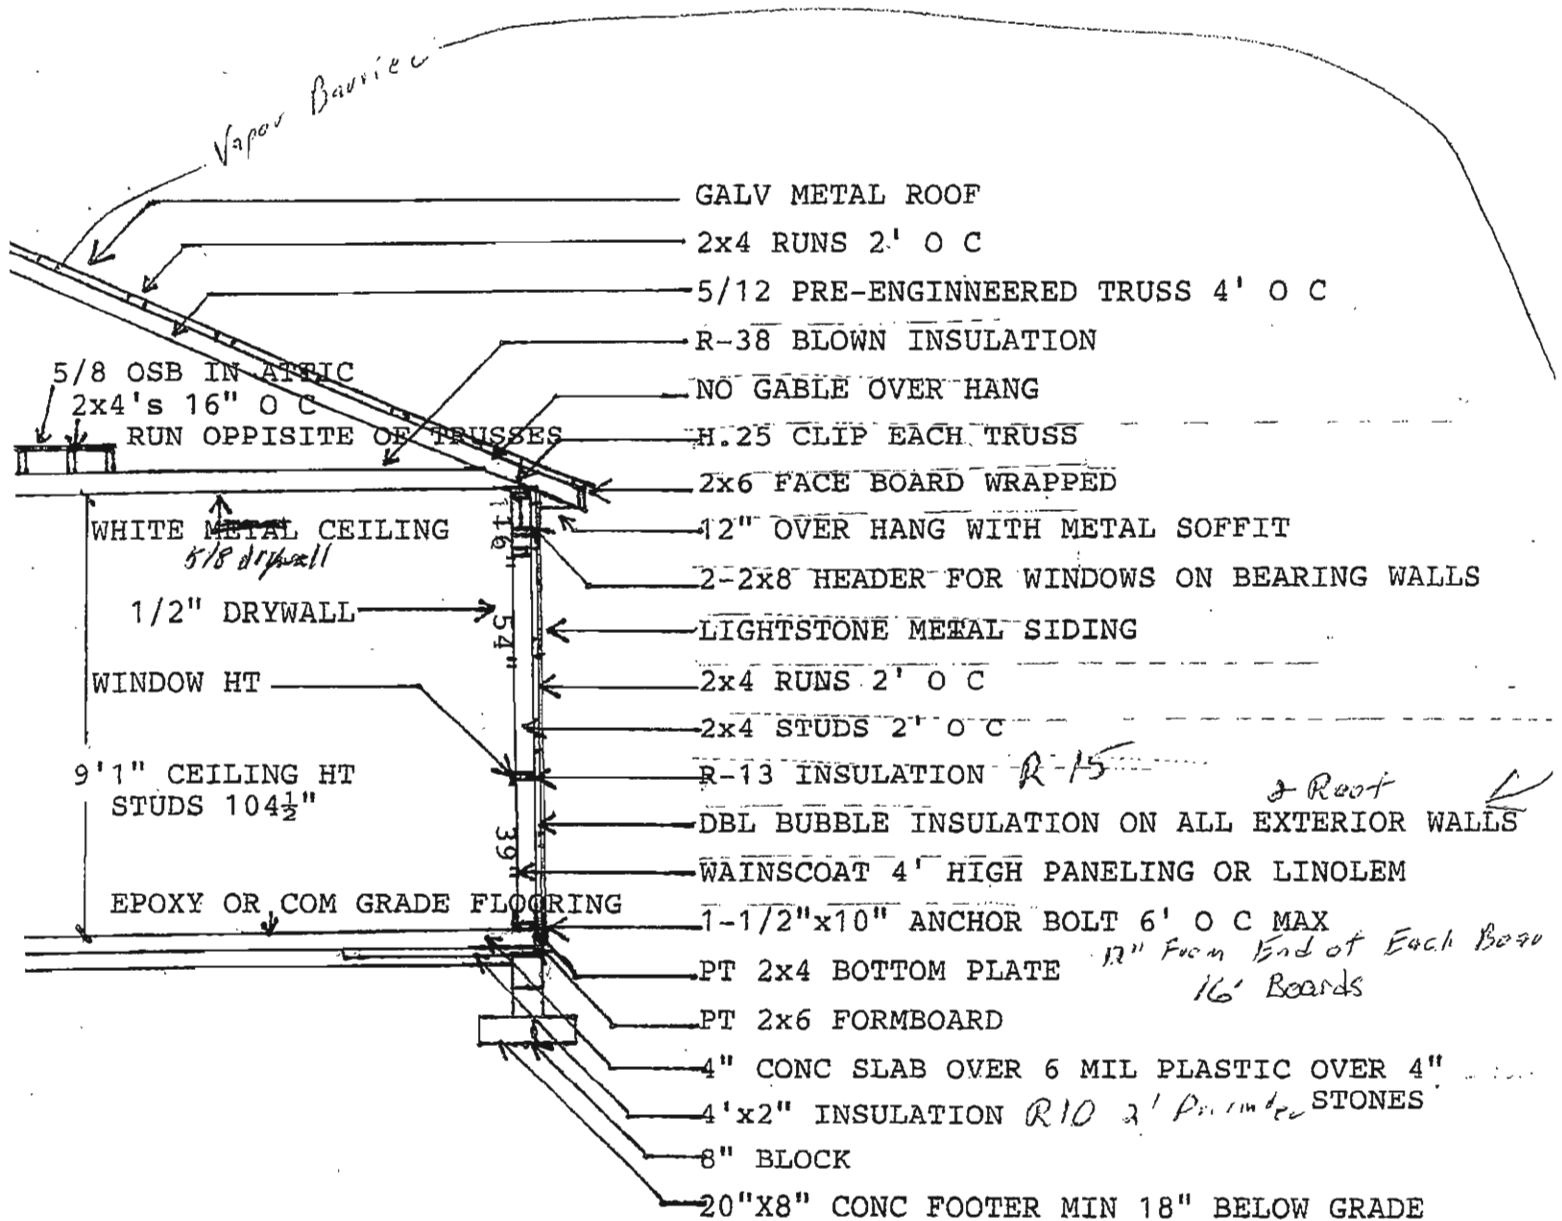 Vapor Barrier
GALV METAL ROOF
2x4 RUNS 2' O C
5/12 PRE-ENGINNEERED TRUSS 4' O C
R-38 BLOWN INSULATION
NO GABLE OVER HANG
H.25 CLIP EACH TRUSS
2x6 FACE BOARD WRAPPED
12" OVER HANG WITH METAL SOFFIT
2-2x8 HEADER FOR WINDOWS ON BEARING WALLS
LIGHTSTONE METAL SIDING
2x4 RUNS 2' O C
2x4 STUDS 2' O C
R-13 INSULATION R-15
& Roof
DBL BUBBLE INSULATION ON ALL EXTERIOR WALLS
WAINSCOAT 4' HIGH PANELING OR LINOLEM
1-1/2"x10" ANCHOR BOLT 6' O C MAX
12" From End of Each
PT 2x4 BOTTOM PLATE
16' Boards
PT 2x6 FORMBOARD
4" CONC SLAB OVER 6 MIL PLASTIC OVER 4"
STONES
4'x2" INSULATION R10 2'
8" BLOCK
20"X8" CONC FOOTER MIN 18" BELOW GRADE
5/8 OSB IN ATTIC
2x4's 16" O C
RUN OPPISITE OF TRUSSES
WHITE METAL CEILING
5/8 drywall
1/2" DRYWALL
WINDOW HT
9'1" CEILING HT
STUDS 104½"
EPOXY OR COM GRADE FLOORING
16"
54"
39"